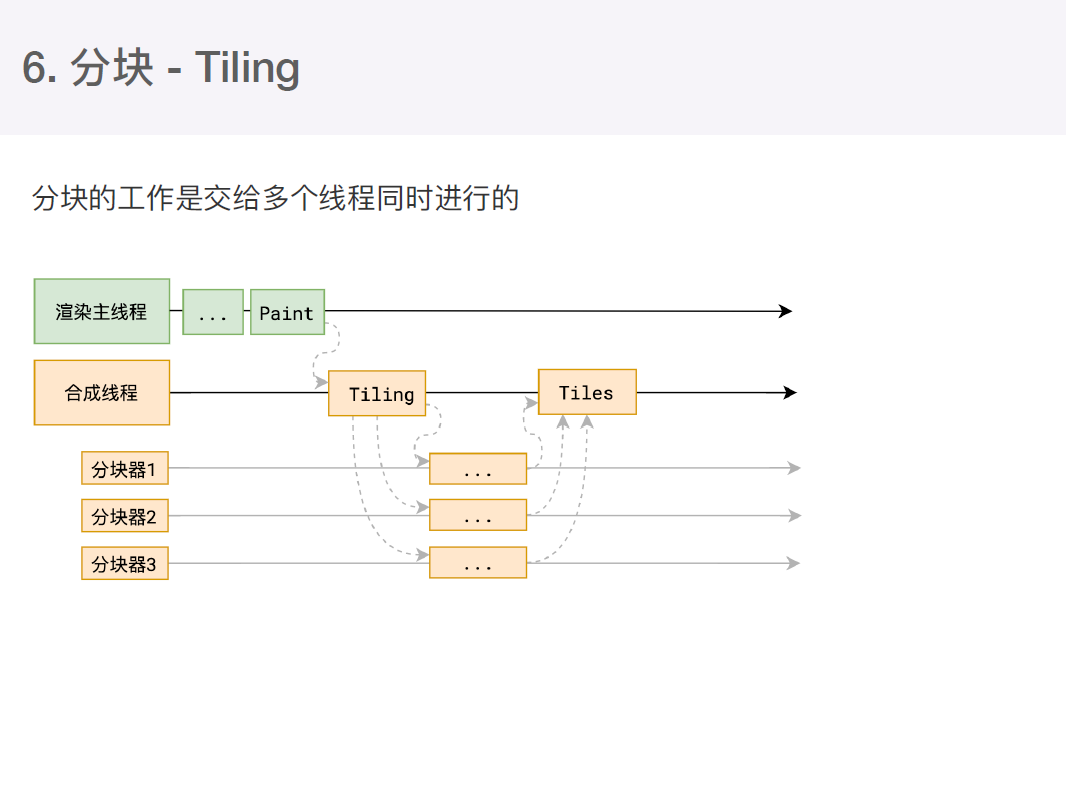 6. 分块 - Tiling
分块的工作是交给多个线程同时进行的
渲染主线程
...
Paint
合成线程
Tiling
Tiles
分块器1
...
分块器2
...
分块器3
...